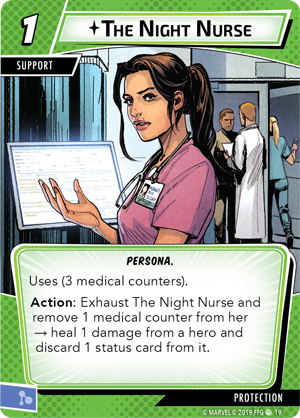 1
✦THE NIGHT NURSE
SUPPORT
PERSONA.
Uses (3 medical counters).
Action: Exhaust The Night Nurse and
remove 1 medical counter from her
→ heal 1 damage from a hero and
discard 1 status card from it.
© MARVEL © 2019 FFG 19
PROTECTION